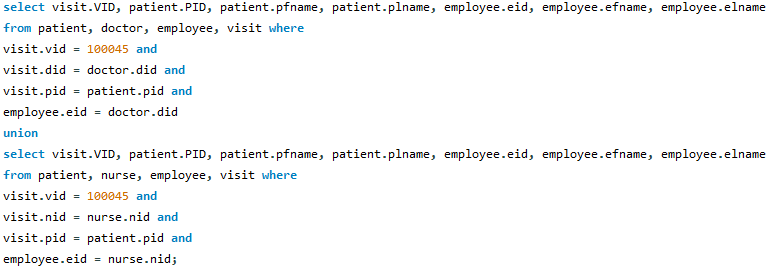 select visit.VID, patient.PID, patient.pfname, patient.plname, employee.eid, employee.efname, employee.elname
from patient, doctor, employee, visit where
visit.vid = 100045 and
visit.did = doctor.did and
visit.pid = patient.pid and
employee.eid = doctor.did
union
select visit.VID, patient.PID, patient.pfname, patient.plname, employee.eid, employee.efname, employee.elname
from patient, nurse, employee, visit where
visit.vid = 100045 and
visit.nid = nurse.nid and
visit.pid = patient.pid and
employee.eid = nurse.nid;